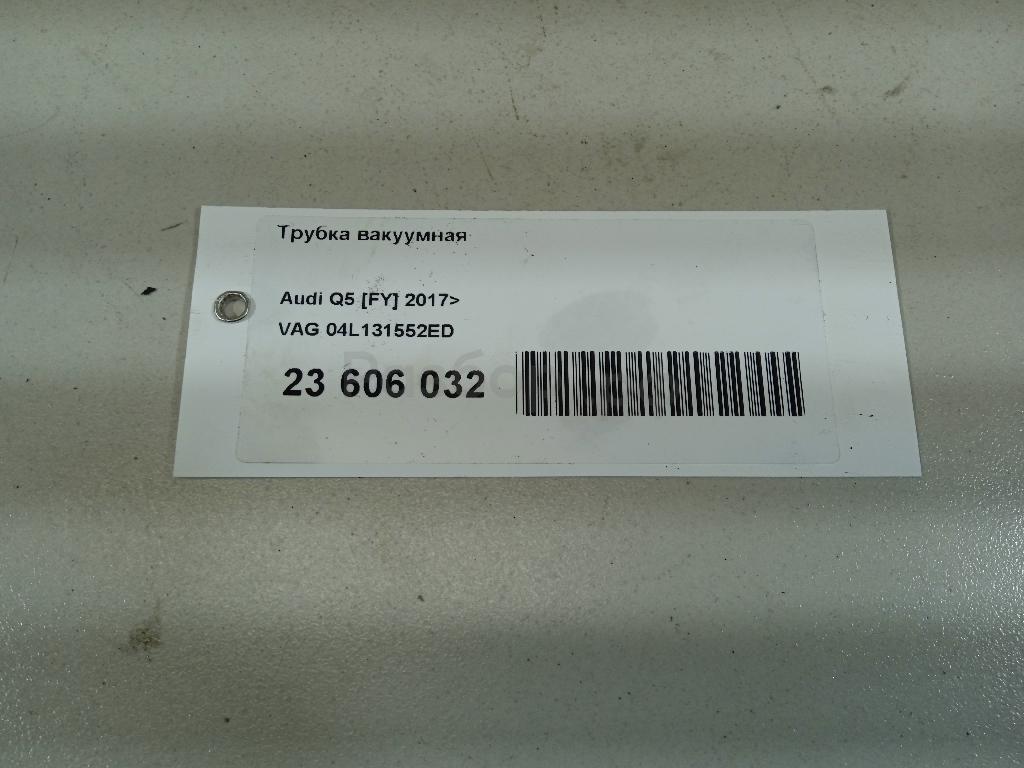 Трубка вакуумная
Audi Q5 [FY] 2017>
VAG 04L131552ED
23 606 032